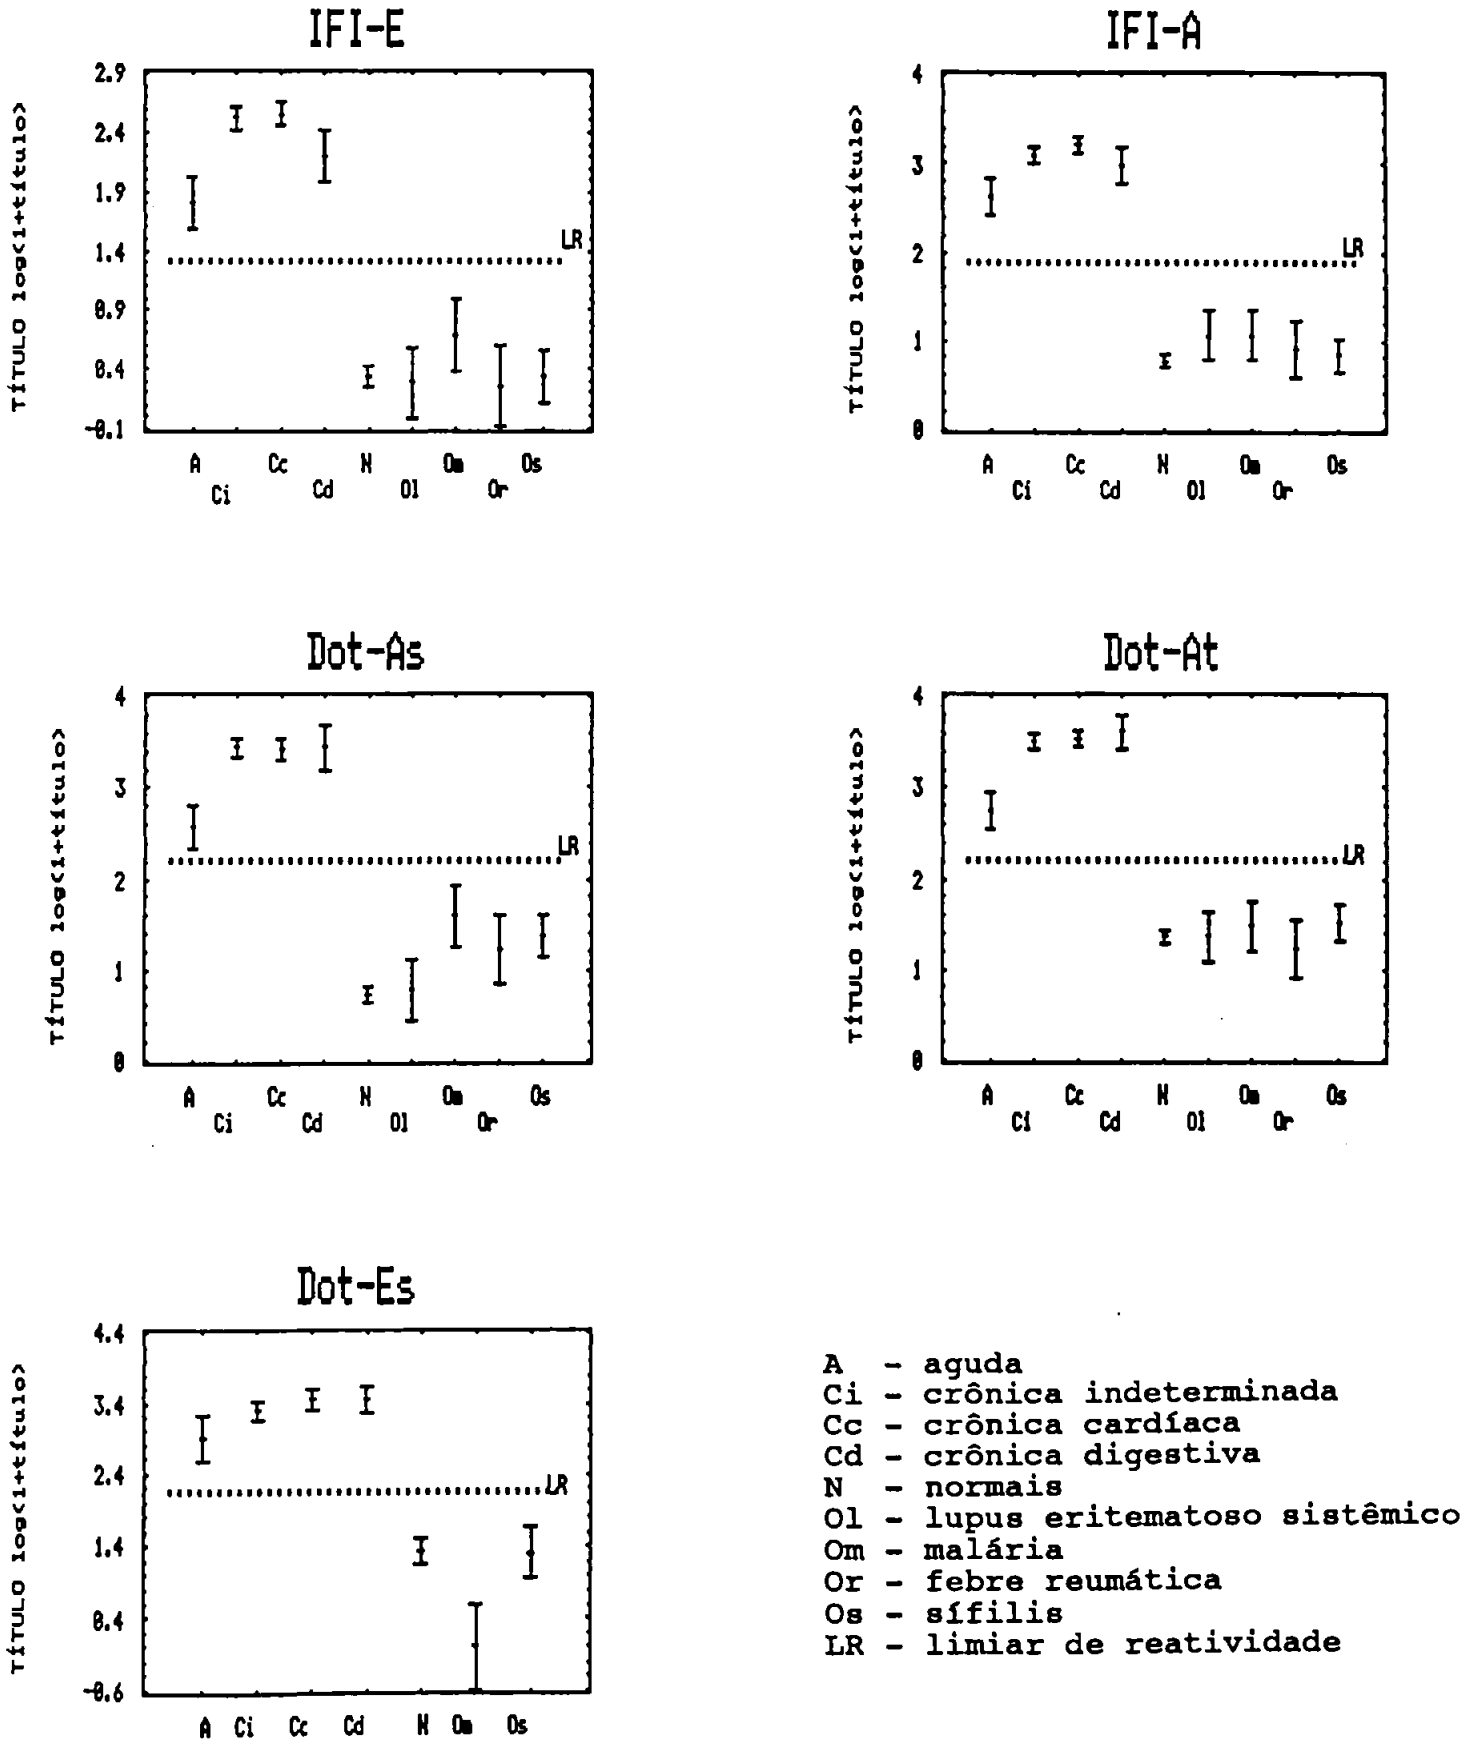 IFI-E
TÍTULO log<1+título>
2.9
2.4
1.9
1.4
0.9
0.4
-0.1
LR
A Ci Cc Cd N Ol Om Or Os
IFI-A
TÍTULO log<1+título>
4
3
2
1
0
LR
A Ci Cc Cd N Ol Om Or Os
Dot-As
TÍTULO log<1+título>
4
3
2
1
0
LR
A Ci Cc Cd N Ol Om Or Os
Dot-At
TÍTULO log<1+título>
4
3
2
1
0
LR
A Ci Cc Cd N Ol Om Or Os
Dot-Es
TÍTULO log<1+título>
4.4
3.4
2.4
1.4
0.4
-0.6
LR
A Ci Cc Cd N Om Os
A - aguda
Ci - crônica indeterminada
Cc - crônica cardíaca
Cd - crônica digestiva
N - normais
Ol - lupus eritematoso sistêmico
Om - malária
Or - febre reumática
Os - sífilis
LR - limiar de reatividade